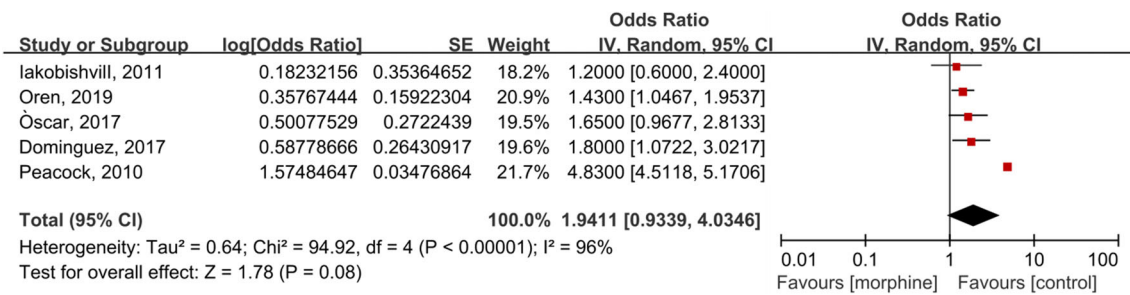 Odds Ratio Odds Ratio
Study or Subgroup log[Odds Ratio] SE Weight IV, Random, 95% CI IV, Random, 95% CI
Iakobishvill, 2011 0.18232156 0.35364652 18.2% 1.2000 [0.6000, 2.4000]
Oren, 2019 0.35767444 0.15922304 20.9% 1.4300 [1.0467, 1.9537]
Òscar, 2017 0.50077529 0.2722439 19.5% 1.6500 [0.9677, 2.8133]
Dominguez, 2017 0.58778666 0.26430917 19.6% 1.8000 [1.0722, 3.0217]
Peacock, 2010 1.57484647 0.03476864 21.7% 4.8300 [4.5118, 5.1706]
Total (95% CI) 100.0% 1.9411 [0.9339, 4.0346]
Heterogeneity: Tau² = 0.64; Chi² = 94.92, df = 4 (P < 0.00001); I² = 96%
Test for overall effect: Z = 1.78 (P = 0.08)
0.01 0.1 1 10 100
Favours [morphine] Favours [control]